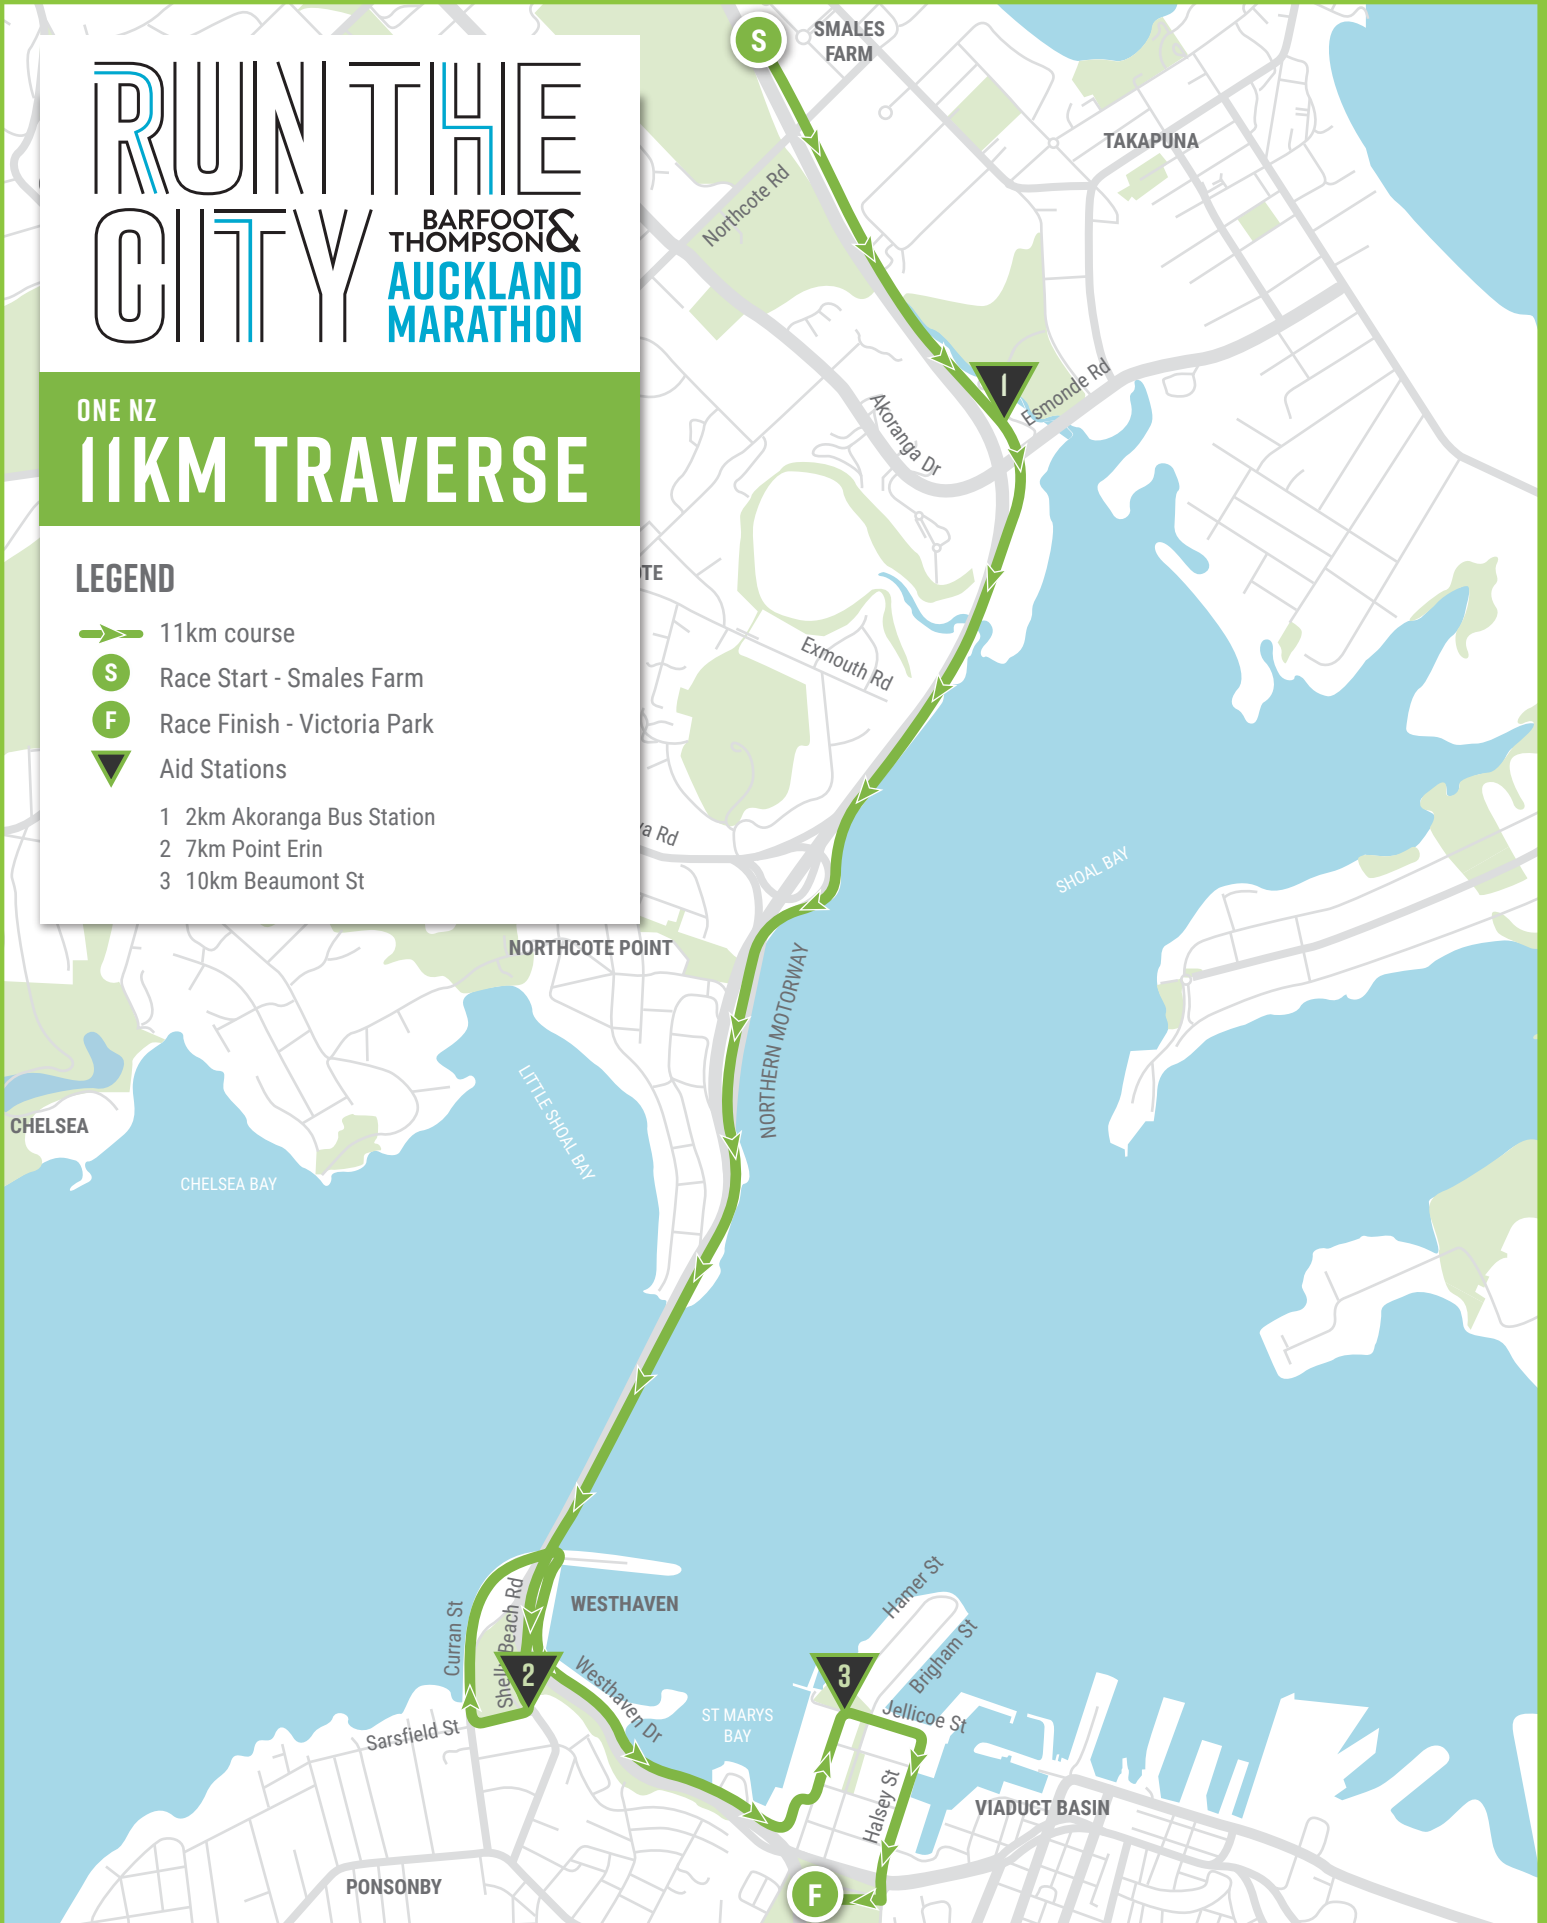 RUN THE
CITY
BARFOOT &
THOMPSON
AUCKLAND
MARATHON
ONE NZ
11KM TRAVERSE
LEGEND
11km course
S
Race Start - Smales Farm
F
Race Finish - Victoria Park
Aid Stations
1 2km Akoranga Bus Station
2 7km Point Erin
3 10km Beaumont St
S
SMALES
FARM
TAKAPUNA
Northcote Rd
1
Esmonde Rd
Akoranga Dr
Exmouth Rd
Rd
SHOAL BAY
NORTHCOTE POINT
NORTHERN MOTORWAY
LITTLE SHOAL BAY
CHELSEA
CHELSEA BAY
WESTHAVEN
Curran St
Beach Rd
2
Westhaven Dr
Sarsfield St
ST MARYS
BAY
3
Hamer St
Brigham St
Jellicoe St
Halsey St
VIADUCT BASIN
PONSONBY
F